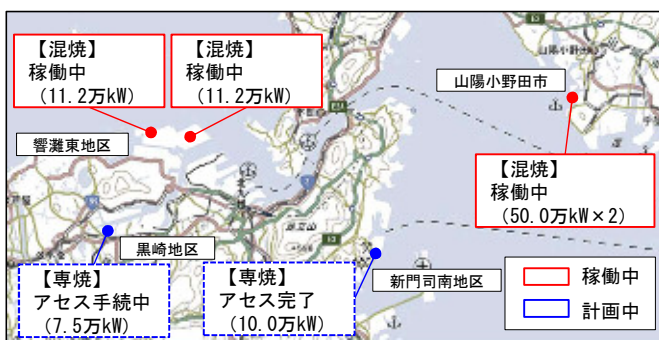 【混焼】
稼働中
(11.2万kW)
【混焼】
稼働中
(11.2万kW)
山陽小野田市
響灘東地区
【混焼】
稼働中
(50.0万kW×2)
黒崎地区
新門司南地区
【専焼】
アセス手続中
(7.5万kW)
【専焼】
アセス完了
(10.0万kW)
稼働中
計画中